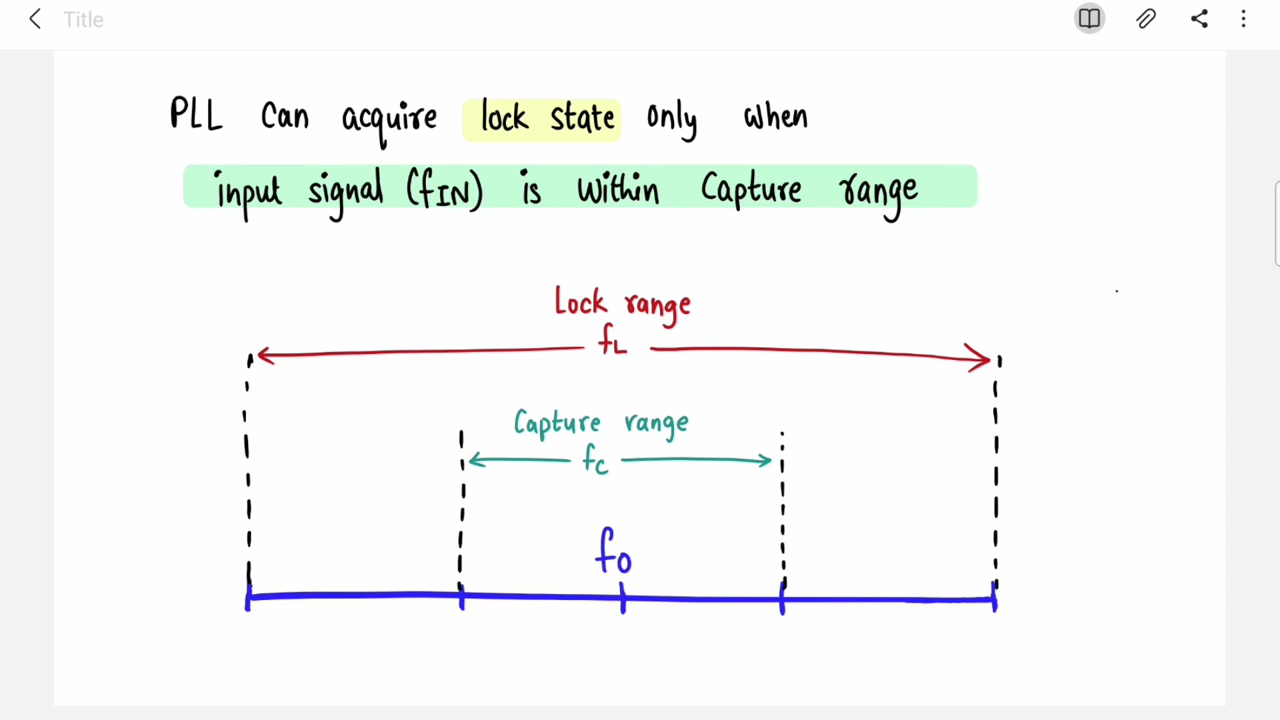 Title
PLL Can acquire lock state only when
input signal (fIN) is within Capture range
Lock range
fL
Capture range
fC
fo